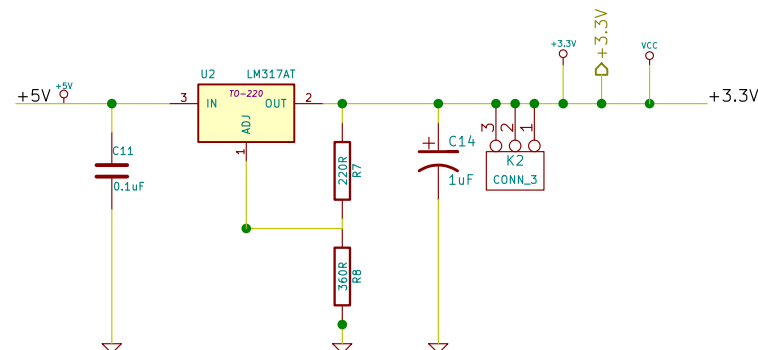 +3.3V
+3.3V
VCC
U2
LM317AT
+5V
+5V
3
IN
TO-220
OUT
2
+3.3V
ADJ
1
C11
0.1uF
220R
R7
360R
R8
C14
1uF
3
2
1
K2
CONN_3